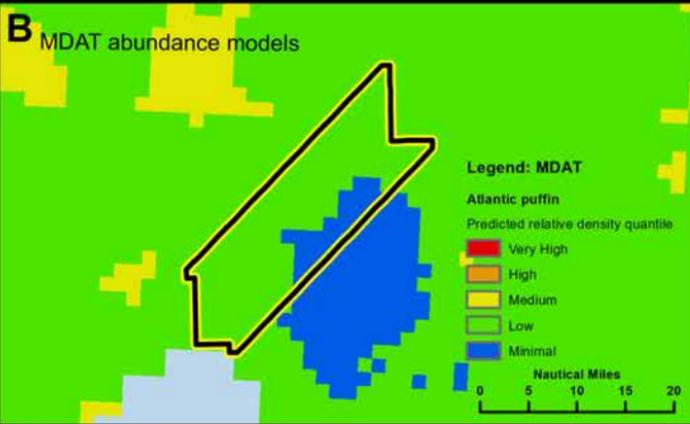 B MDAT abundance models
Legend: MDAT
Atlantic puffin
Predicted relative density quantile
Very High
High
Medium
Low
Minimal
Nautical Miles
0 5 10 15 20